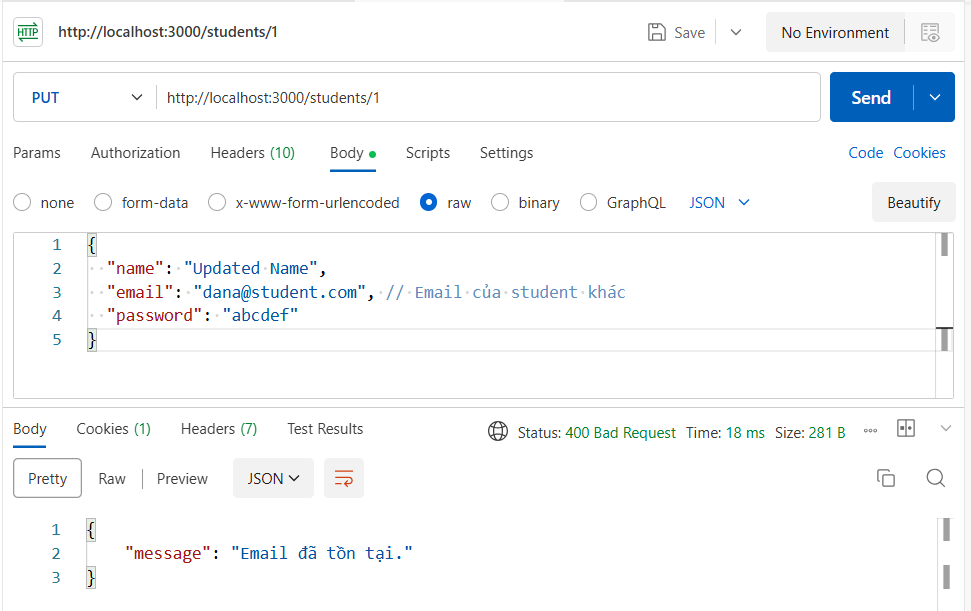 HTTP http://localhost:3000/students/1 Save No Environment
PUT http://localhost:3000/students/1 Send
Params Authorization Headers (10) Body Scripts Settings Code Cookies
none form-data x-www-form-urlencoded raw binary GraphQL JSON Beautify
1 {
2 "name": "Updated Name",
3 "email": "dana@student.com", // Email của student khác
4 "password": "abcdef"
5 }
Body Cookies (1) Headers (7) Test Results Status: 400 Bad Request Time: 18 ms Size: 281 B
Pretty Raw Preview JSON
1 {
2 "message": "Email đã tồn tại."
3 }